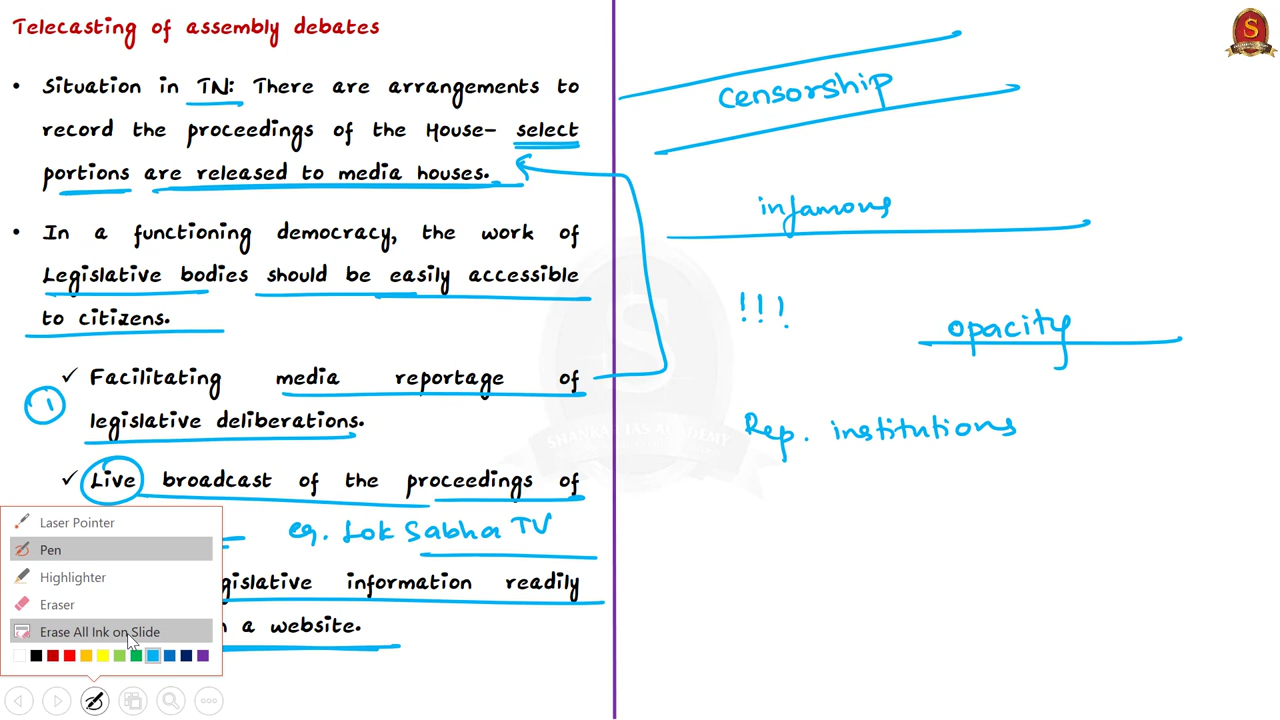 Telecasting of assembly debates
• Situation in TN: There are arrangements to
record the proceedings of the House- select
portions are released to media houses.
• In a functioning democracy, the work of
Legislative bodies should be easily accessible
to citizens.
✓ Facilitating media reportage of
1 legislative deliberations.
✓ Live broadcast of the proceedings of
eg. Lok Sabha TV
gislative information readily
a website.
Laser Pointer
Pen
Highlighter
Eraser
Erase All Ink on Slide
censorship
infamous
!!!
opacity
Rep. institutions
S
SHANKAR IAS ACADEMY
S